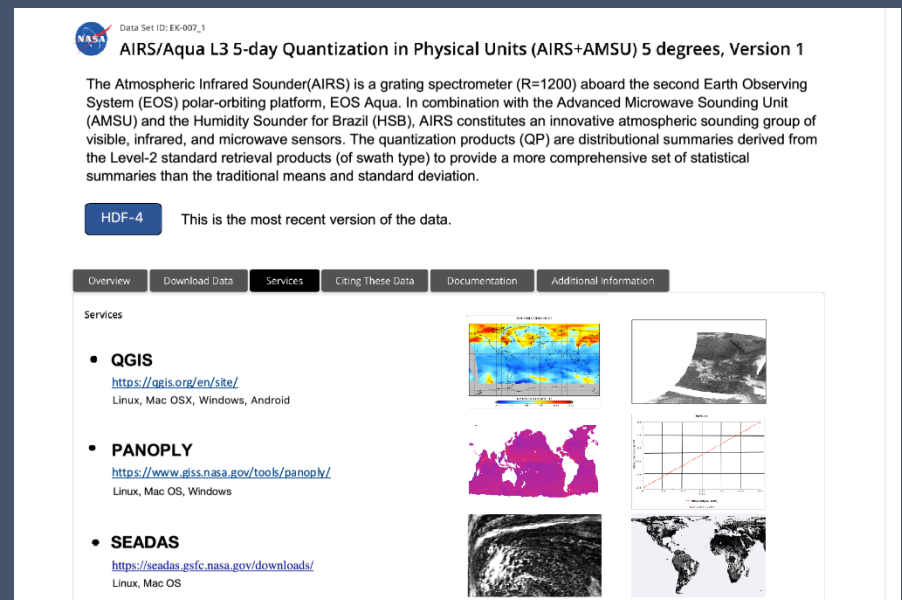 NASA
Data Set ID: EK-007_1
AIRS/Aqua L3 5-day Quantization in Physical Units (AIRS+AMSU) 5 degrees, Version 1
The Atmospheric Infrared Sounder(AIRS) is a grating spectrometer (R=1200) aboard the second Earth Observing
System (EOS) polar-orbiting platform, EOS Aqua. In combination with the Advanced Microwave Sounding Unit
(AMSU) and the Humidity Sounder for Brazil (HSB), AIRS constitutes an innovative atmospheric sounding group of
visible, infrared, and microwave sensors. The quantization products (QP) are distributional summaries derived from
the Level-2 standard retrieval products (of swath type) to provide a more comprehensive set of statistical
summaries than the traditional means and standard deviation.
HDF-4
This is the most recent version of the data.
Overview
Download Data
Services
Citing These Data
Documentation
Additional Information
Services
• QGIS
https://qgis.org/en/site/
Linux, Mac OSX, Windows, Android
• PANOPLY
https://www.giss.nasa.gov/tools/panoply/
Linux, Mac OS, Windows
• SEADAS
https://seadas.gsfc.nasa.gov/downloads/
Linux, Mac OS